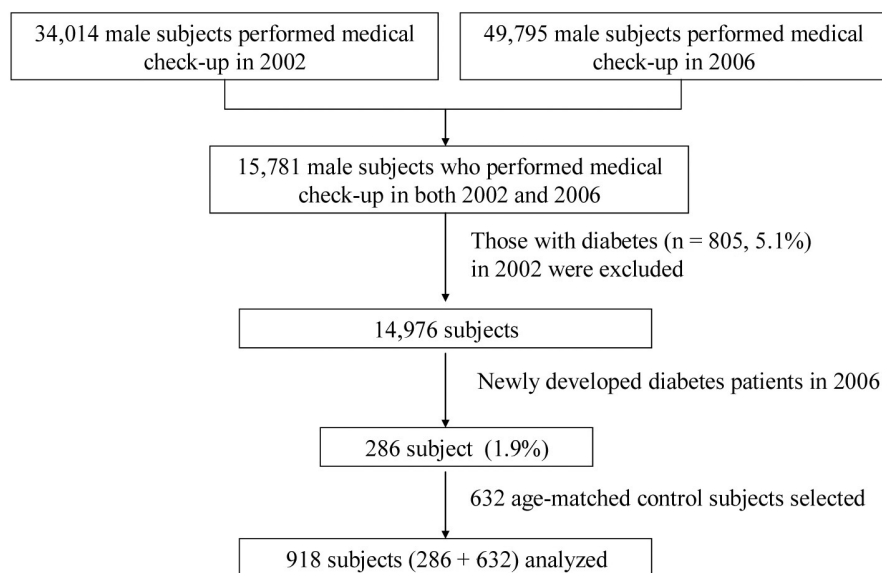 34,014 male subjects performed medical
check-up in 2002
49,795 male subjects performed medical
check-up in 2006
15,781 male subjects who performed medical
check-up in both 2002 and 2006
Those with diabetes (n = 805, 5.1%)
in 2002 were excluded
14,976 subjects
Newly developed diabetes patients in 2006
286 subject (1.9%)
632 age-matched control subjects selected
918 subjects (286 + 632) analyzed